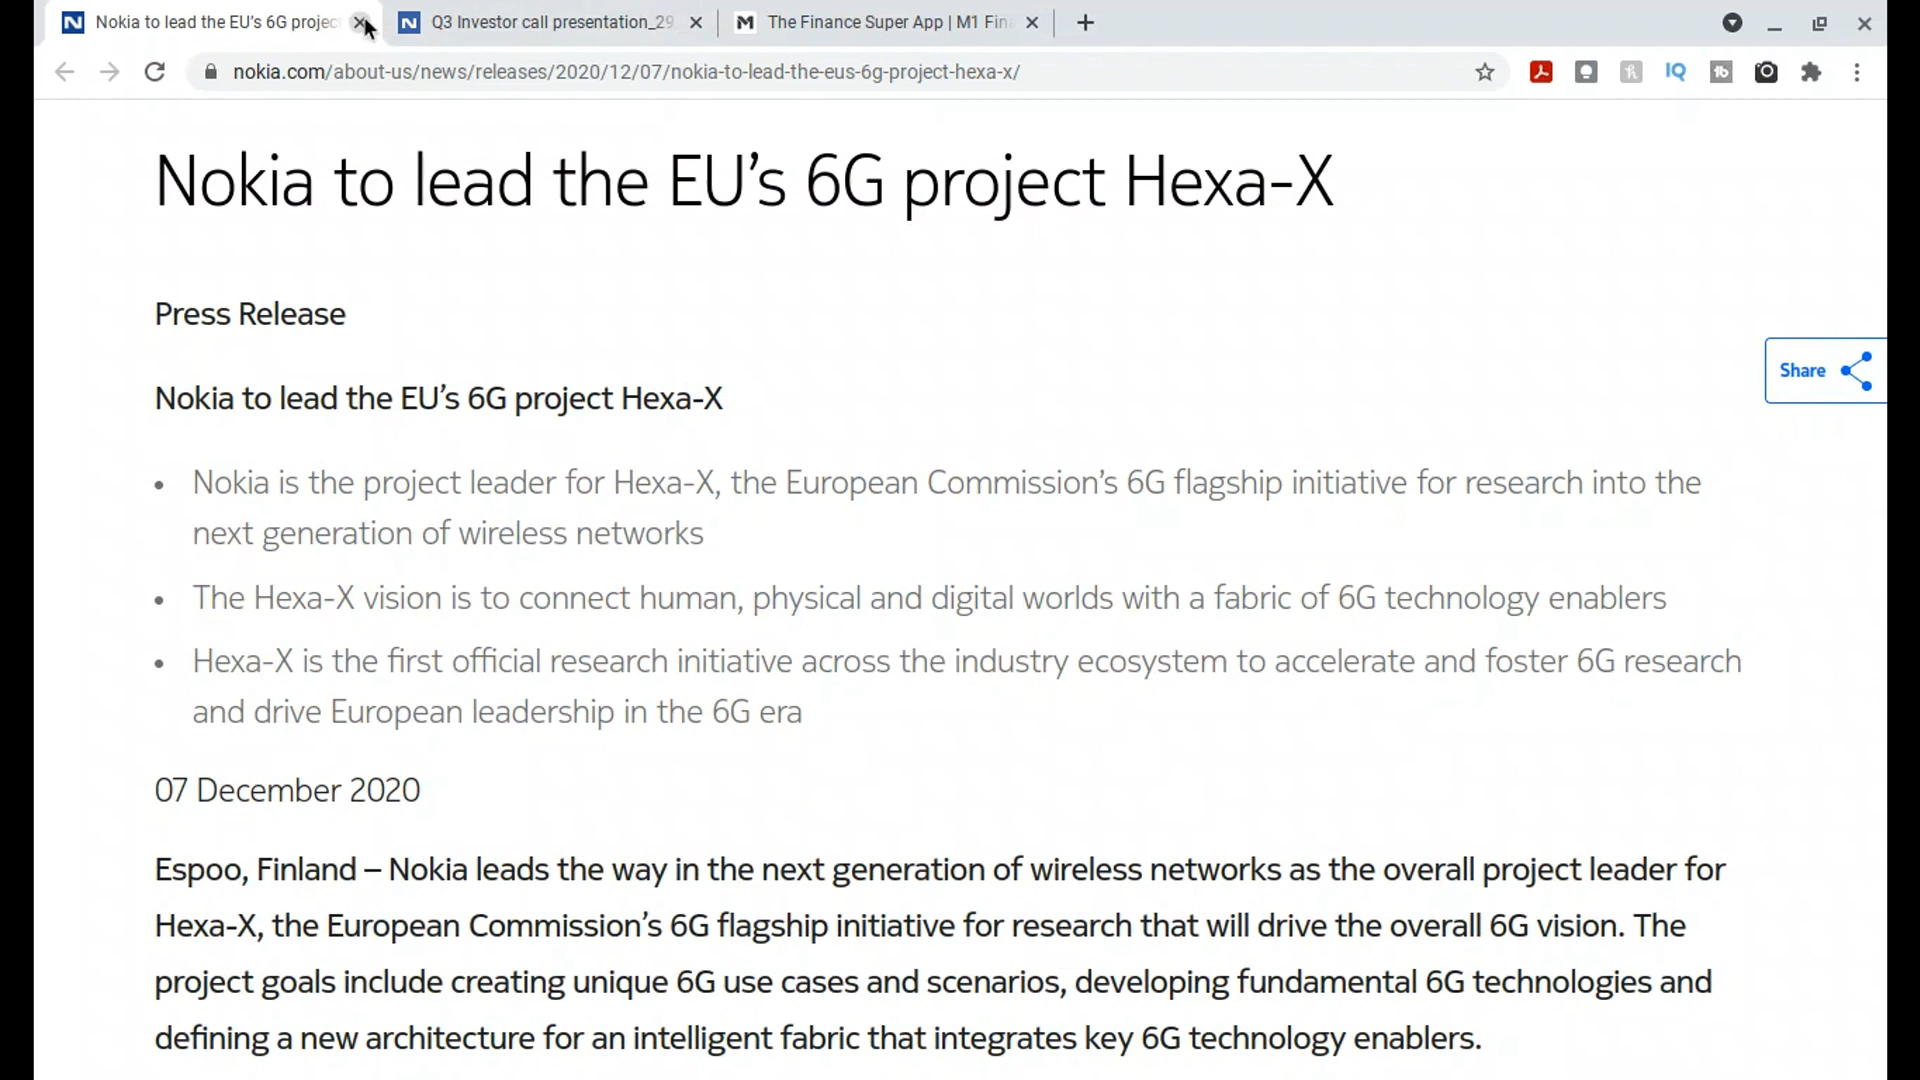 Nokia to lead the EU's 6G projec
Q3 Investor call presentation_29
The Finance Super App | M1 Fin
nokia.com/about-us/news/releases/2020/12/07/nokia-to-lead-the-eus-6g-project-hexa-x/
Nokia to lead the EU’s 6G project Hexa-X
Press Release
Share
Nokia to lead the EU’s 6G project Hexa-X
• Nokia is the project leader for Hexa-X, the European Commission’s 6G flagship initiative for research into the
next generation of wireless networks
• The Hexa-X vision is to connect human, physical and digital worlds with a fabric of 6G technology enablers
• Hexa-X is the first official research initiative across the industry ecosystem to accelerate and foster 6G research
and drive European leadership in the 6G era
07 December 2020
Espoo, Finland – Nokia leads the way in the next generation of wireless networks as the overall project leader for
Hexa-X, the European Commission’s 6G flagship initiative for research that will drive the overall 6G vision. The
project goals include creating unique 6G use cases and scenarios, developing fundamental 6G technologies and
defining a new architecture for an intelligent fabric that integrates key 6G technology enablers.